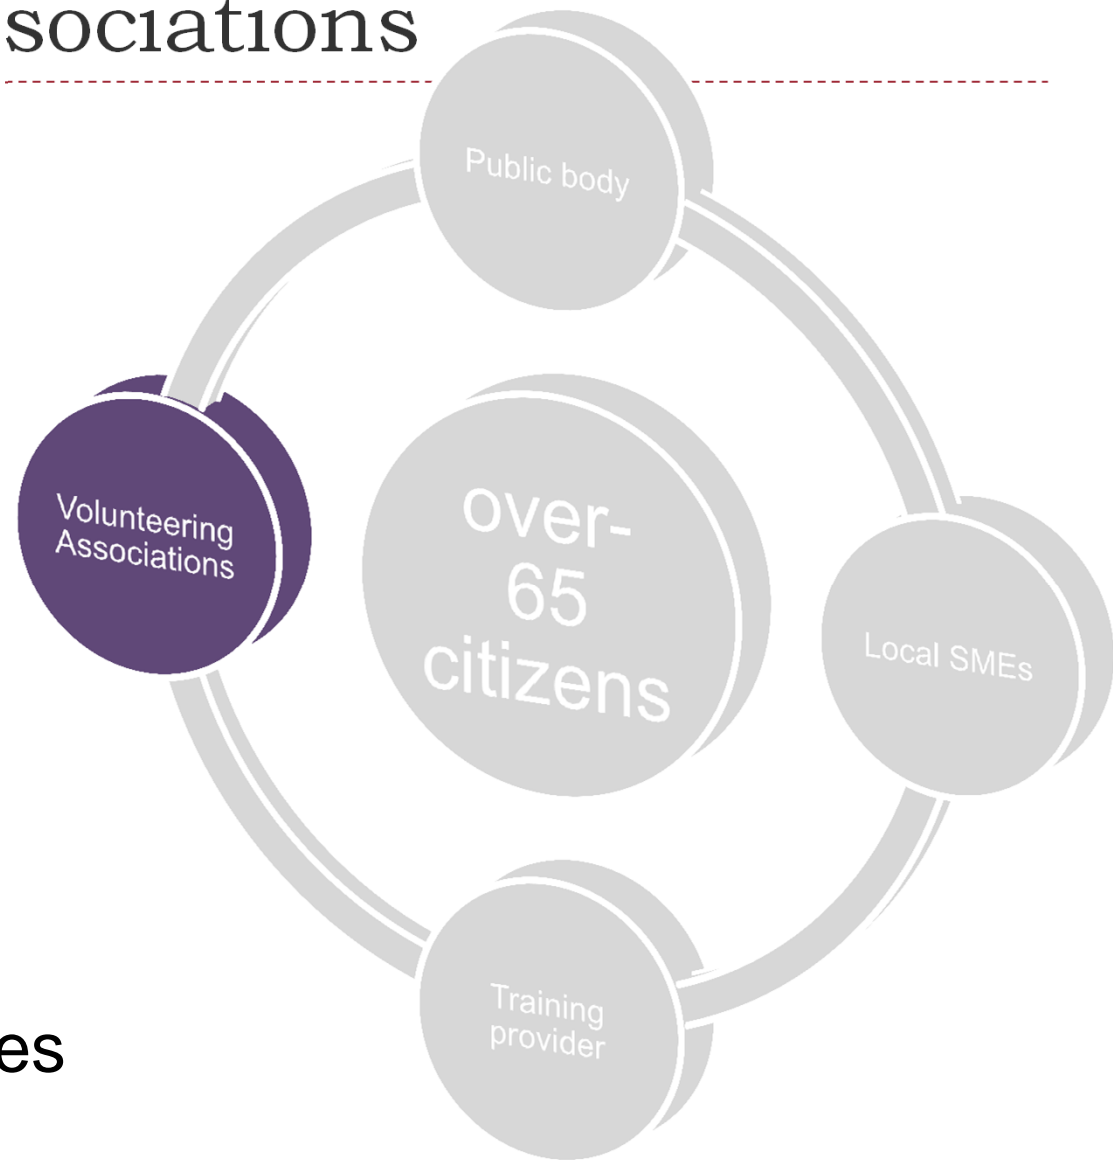 sociations
Public body
Volunteering
Associations
over-
65
citizens
Local SMEs
Training
provider
es